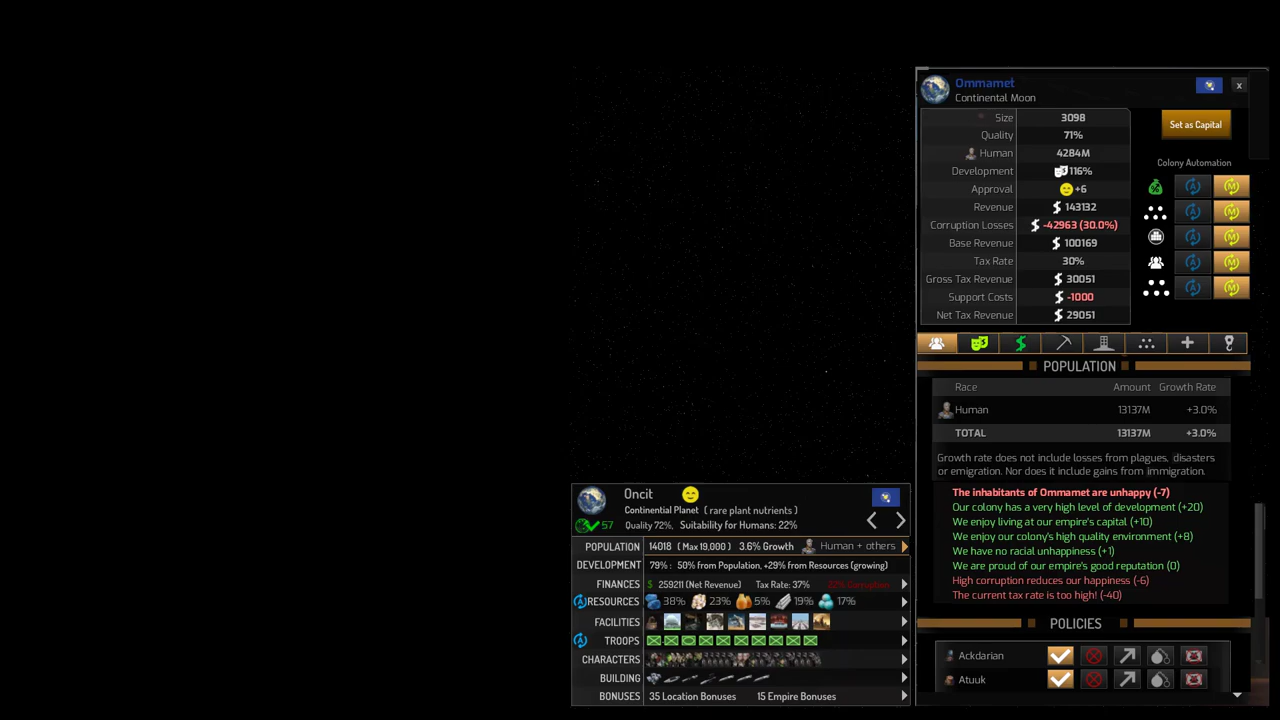 Ommamet
Continental Moon
x
Size 3098
Set as Capital
Quality 71%
Human 4284M
Colony Automation
Development 116%
Approval +6
Revenue $ 143132
Corruption Losses $ -42963 (30.0%)
Base Revenue $ 100169
Tax Rate 30%
Gross Tax Revenue $ 30051
Support Costs $ -1000
Net Tax Revenue $ 29051
POPULATION
Race Amount Growth Rate
Human 13137M +3.0%
TOTAL 13137M +3.0%
Growth rate does not include losses from plagues, disasters
or emigration. Nor does it include gains from immigration.
The inhabitants of Ommamet are unhappy (-7)
Our colony has a very high level of development (+20)
We enjoy living at our empire's capital (+10)
We enjoy our colony's high quality environment (+8)
We have no racial unhappiness (+1)
We are proud of our empire's good reputation (0)
High corruption reduces our happiness (-6)
The current tax rate is too high! (-40)
POLICIES
Ackdarian
Atuuk
Oncit
Continental Planet ( rare plant nutrients )
57 Quality 72%, Suitability for Humans: 22%
POPULATION 14018 ( Max 19,000 ) 3.6% Growth Human + others
DEVELOPMENT 79% : 50% from Population, +29% from Resources (growing)
FINANCES $ 259211 (Net Revenue) Tax Rate: 37% 22% Corruption
RESOURCES 38% 23% 5% 19% 17%
FACILITIES
TROOPS
CHARACTERS
BUILDING
BONUSES 35 Location Bonuses 15 Empire Bonuses